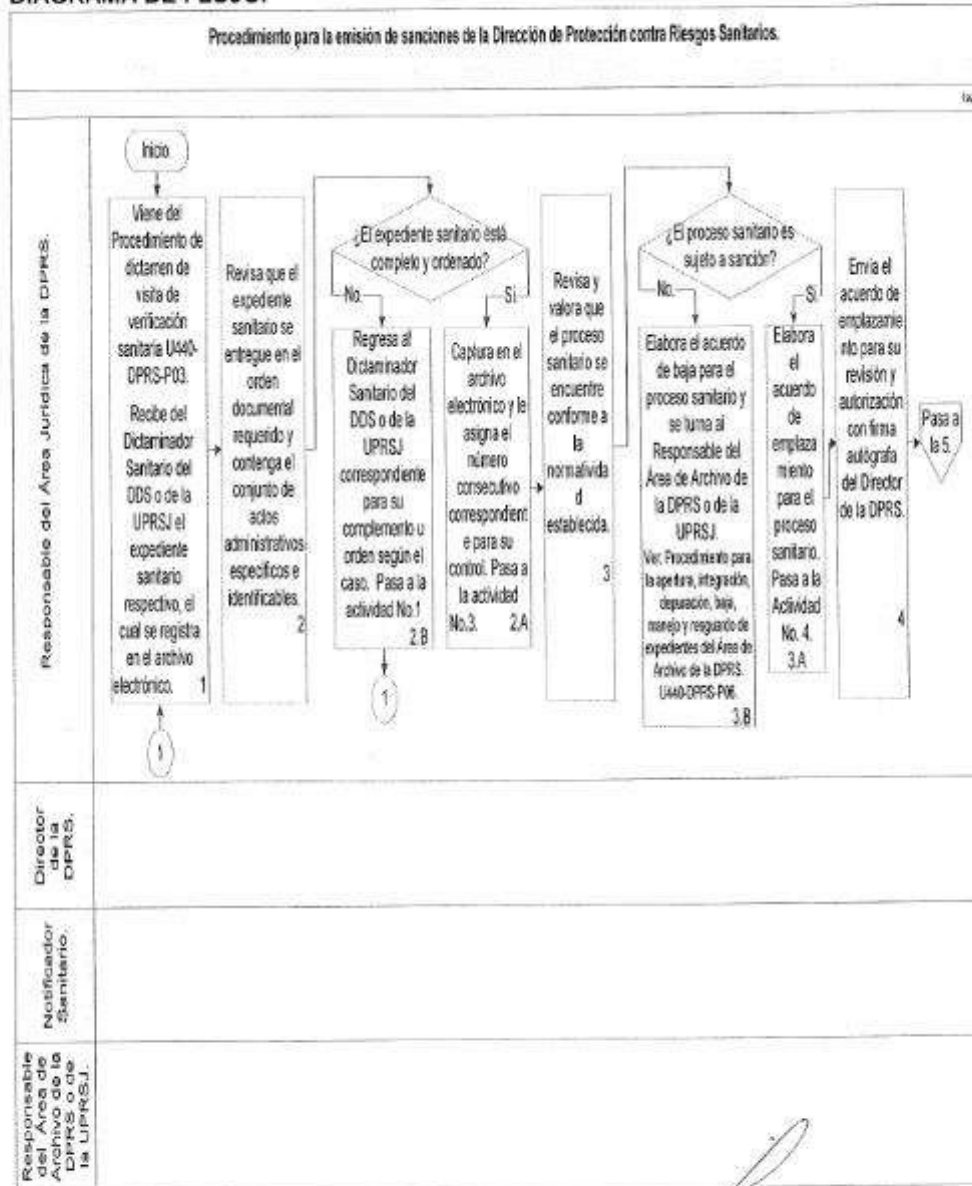 DIAGRAMA DE FLUJO.
Procedimiento para la emisión de sanciones de la Dirección de Protección contra Riesgos Sanitarios.
Responsable del Área Jurídica de la DPRS.
Inicio
Viene del
Procedimiento de
dictamen de
visita de
verificación
sanitaria U440-
DPRS-P03.
Recibe del
Dictaminador
Sanitario del
DDS o de la
UPRSJ el
expediente
sanitario
respectivo, el
cual se registra
en el archivo
electrónico. 1
1
Revisa que el
expediente
sanitario se
entregue en el
orden
documental
requerido y
contenga el
conjunto de
actos
administrativos
específicos e
identificables.
2
¿El expediente sanitario está
completo y ordenado?
No.
Si
Regresa al
Dictaminador
Sanitario del
DDS o de la
UPRSJ
correspondiente
para su
complemento u
orden según el
caso. Pasa a la
actividad No.1
2.B
1
Captura en el
archivo
electrónico y le
asigna el
número
consecutivo
correspondient
e para su
control. Pasa a
la actividad
No.3. 2.A
Revisa y
valora que
el proceso
sanitario se
encuentre
conforme a
la
normativida
d
establecida.
3
¿El proceso sanitario es
sujeto a sanción?
No.
Si
Elabora el acuerdo
de baja para el
proceso sanitario y
se turna al
Responsable del
Área de Archivo de
la DPRS o de la
UPRSJ.
Ver: Procedimiento para
la apertura, integración,
depuración, baja,
manejo y resguardo de
expedientes del Área de
Archivo de la DPRS.
U440-DPRS-P06.
3.B
Elabora
el
acuerdo
de
emplaza
miento
para el
proceso
sanitario.
Pasa a la
Actividad
No. 4.
3.A
Envía el
acuerdo de
emplazamie
nto para su
revisión y
autorización
con firma
autógrafa
del Director
de la DPRS.
4
Pasa a
la 5.
Director
de la
DPRS.
Notificador
Sanitario.
Responsable
del Área de
Archivo de la
DPRS o de
la UPRSJ.